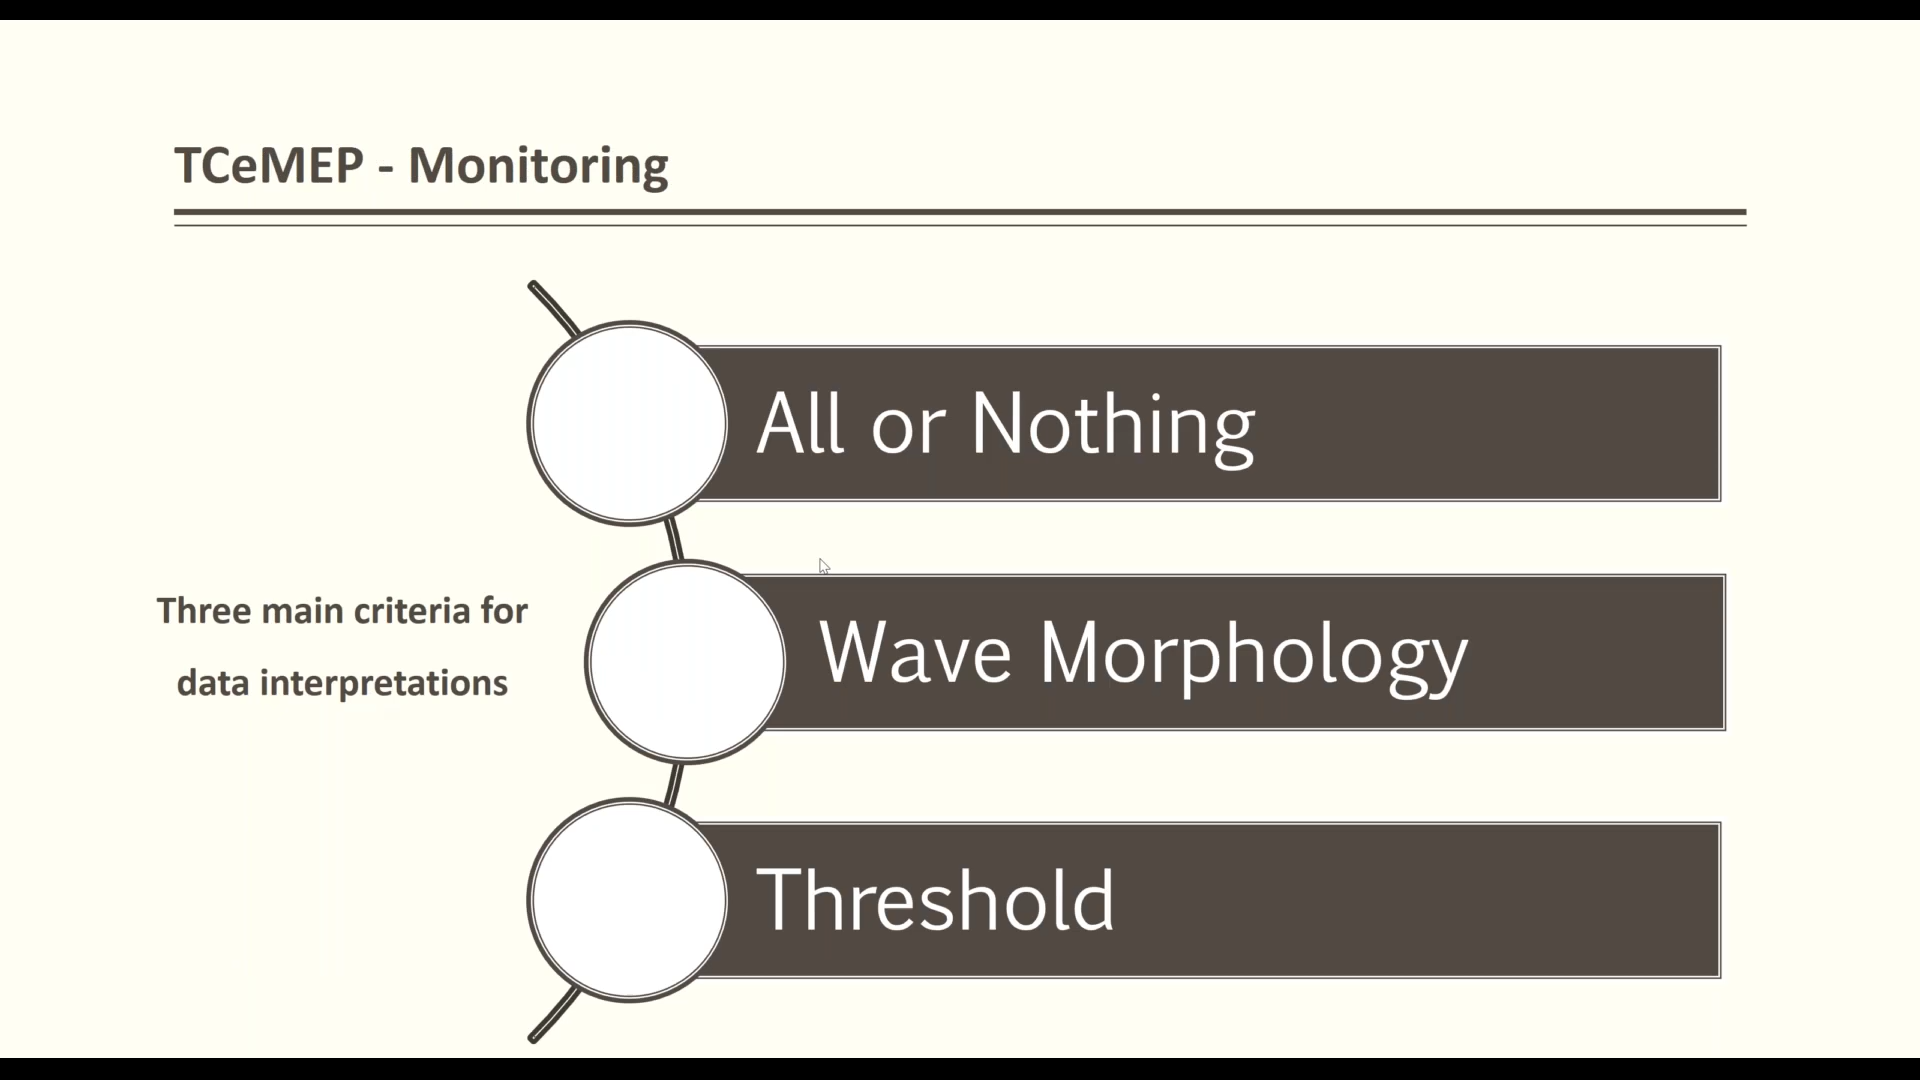 TCeMEP - Monitoring
All or Nothing
Three main criteria for
data interpretations
Wave Morphology
Threshold